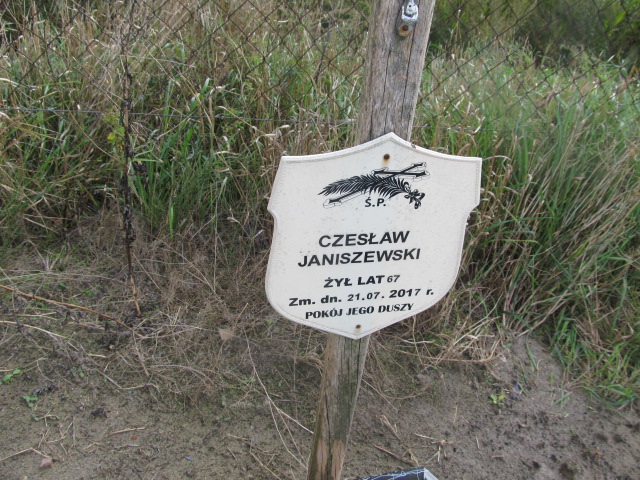 Ś.P.
CZESŁAW
JANISZEWSKI
ŻYŁ LAT 67
Zm. dn. 21.07. 2017 r.
POKÓJ JEGO DUSZY